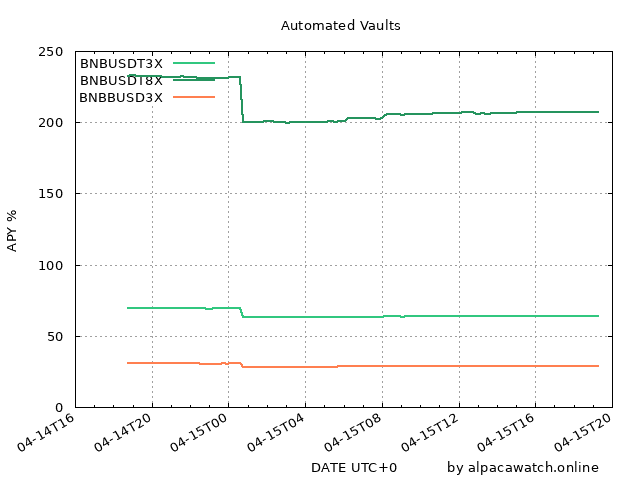 Automated Vaults
250
200
150
100
50
0
APY %
BNBUSDT3X
BNBUSDT8X
BNBBUSD3X
04-14T16
04-14T20
04-15T00
04-15T04
04-15T08
04-15T12
04-15T16
04-15T20
DATE UTC+0
by alpacawatch.online